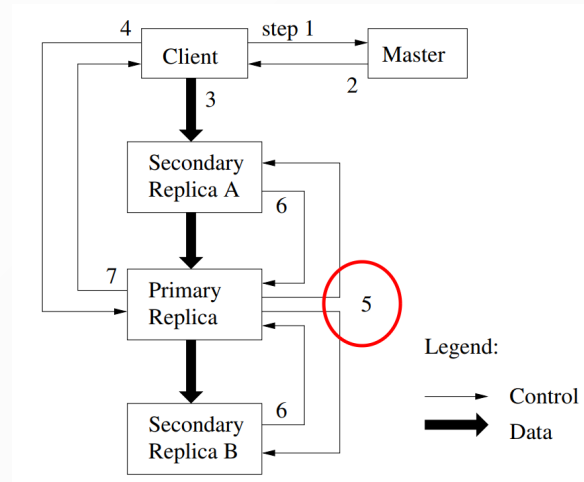 4
step 1
Client
Master
2
3
Secondary
Replica A
6
7
Primary
Replica
5
Legend:
Control
Data
6
Secondary
Replica B